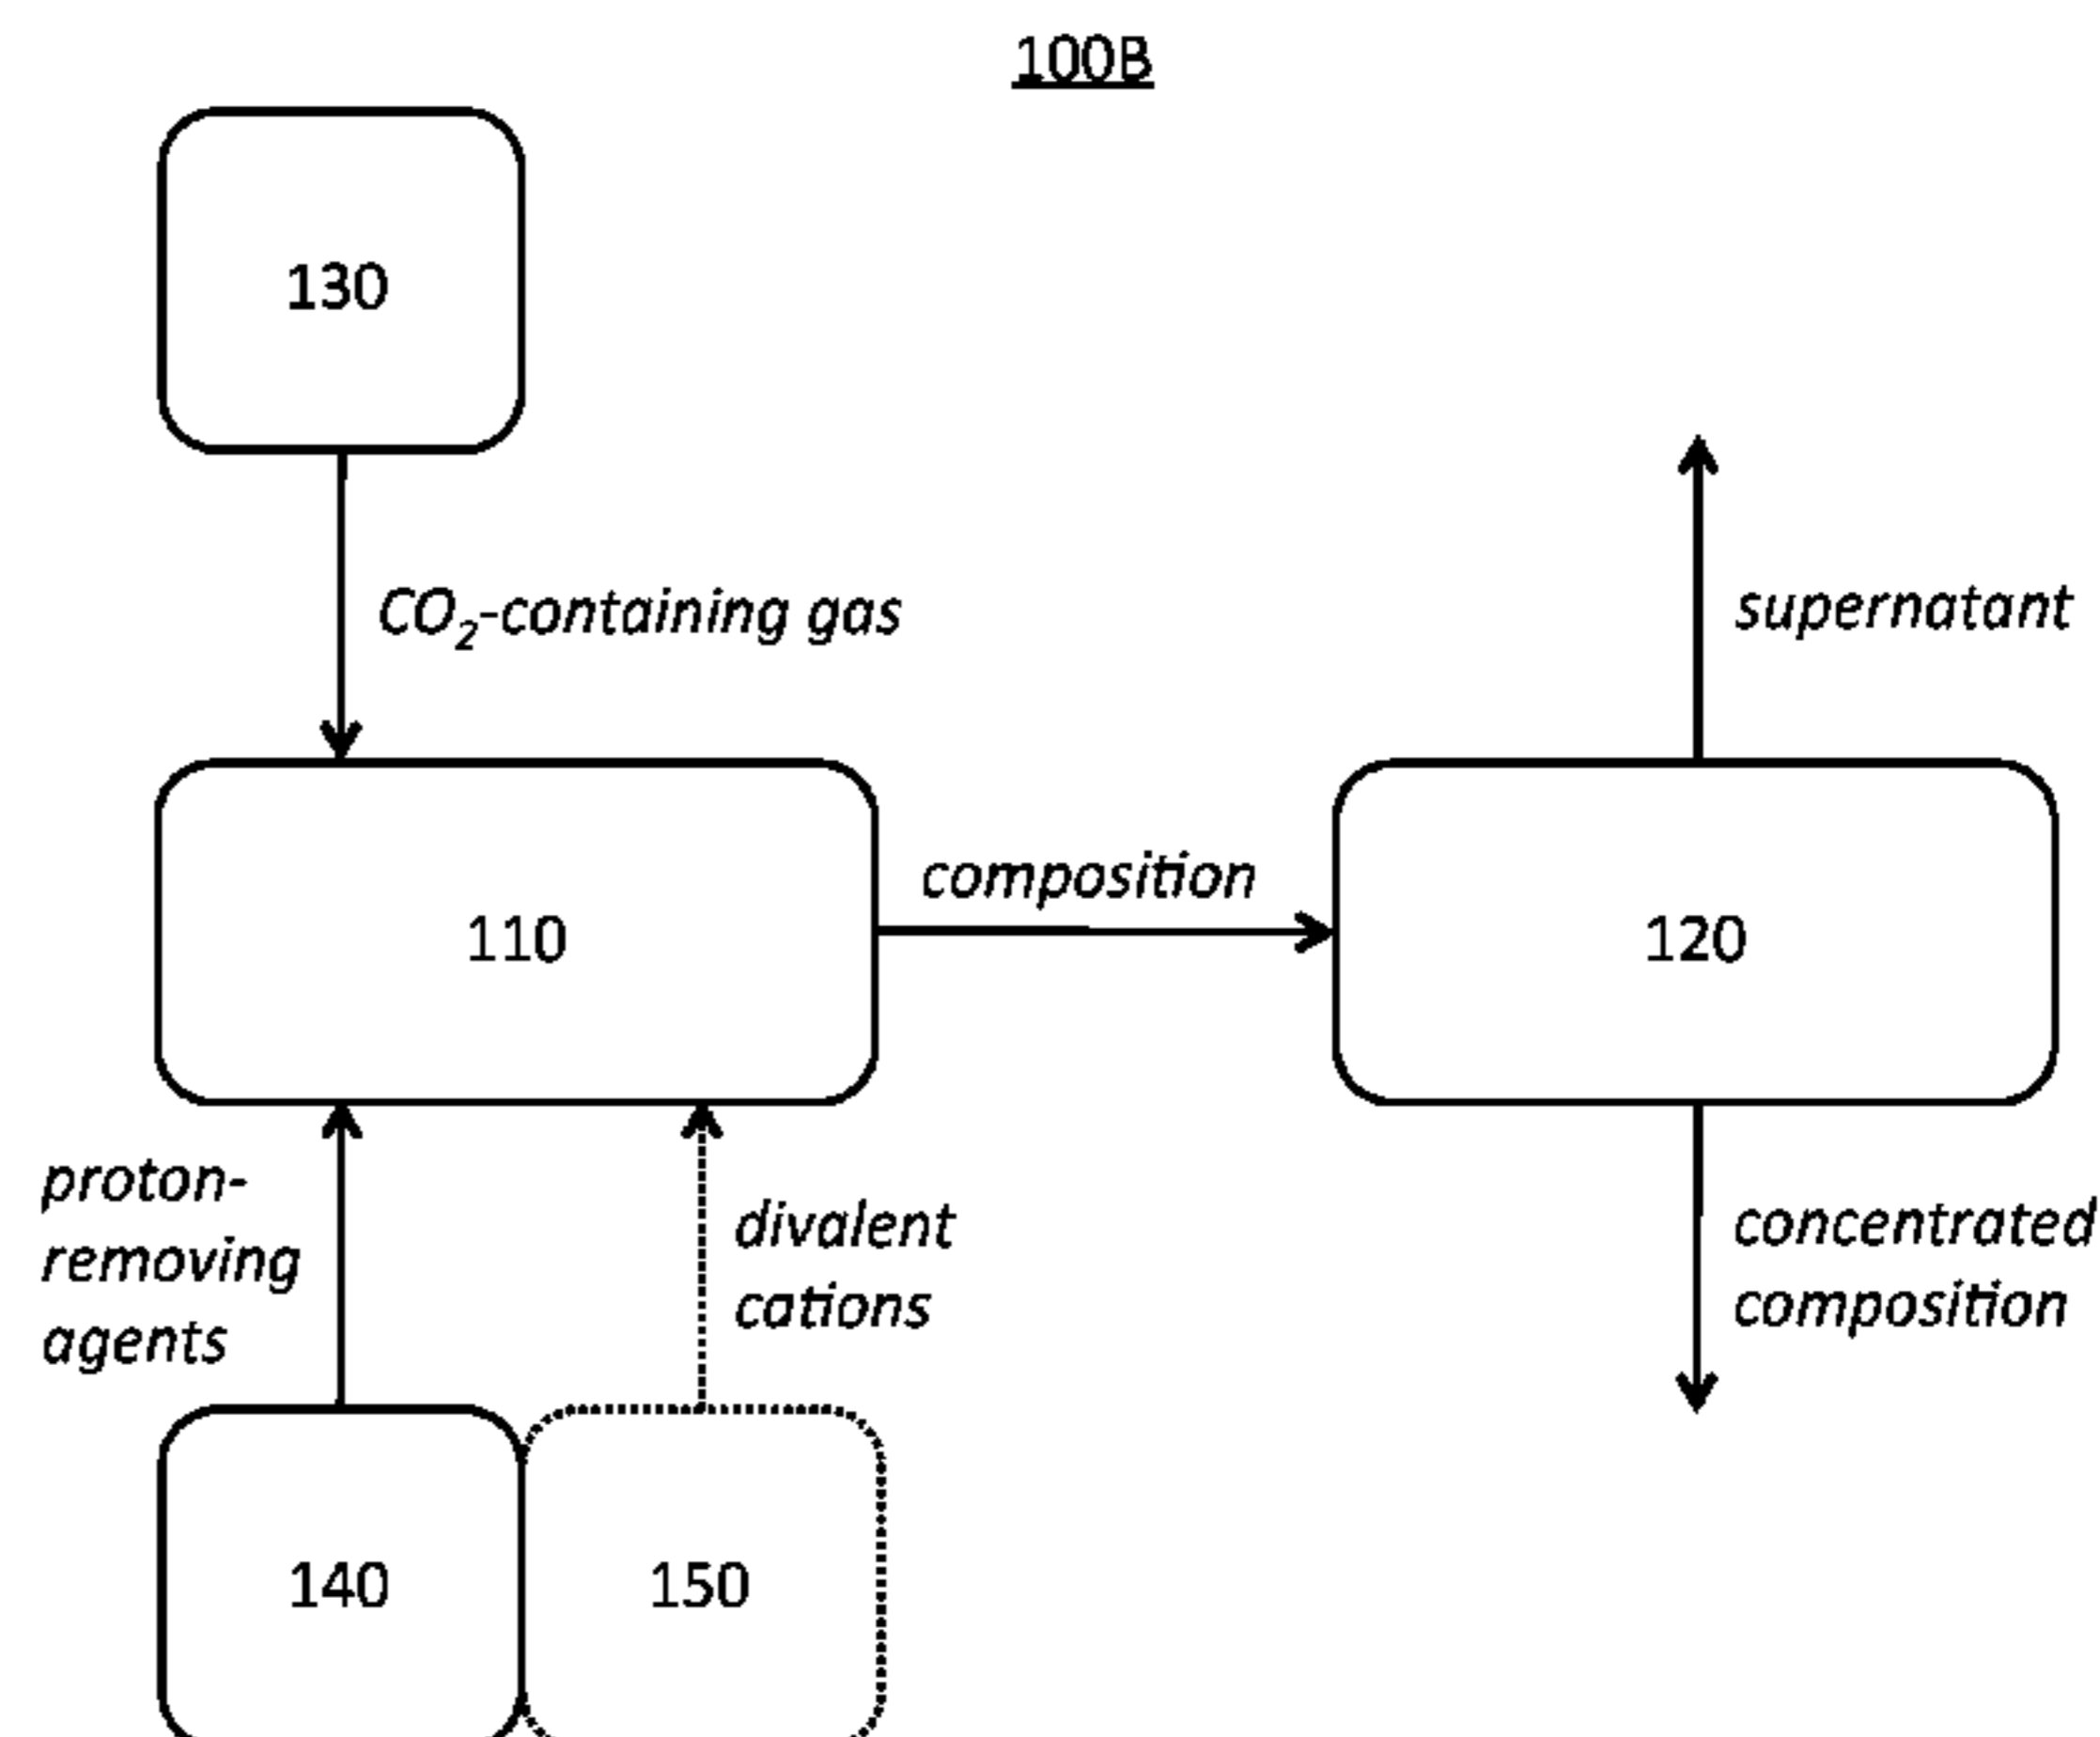 100B
130
CO₂-containing gas
supernatant
110
composition
120
proton-
removing
agents
divalent
cations
concentrated
composition
140
150